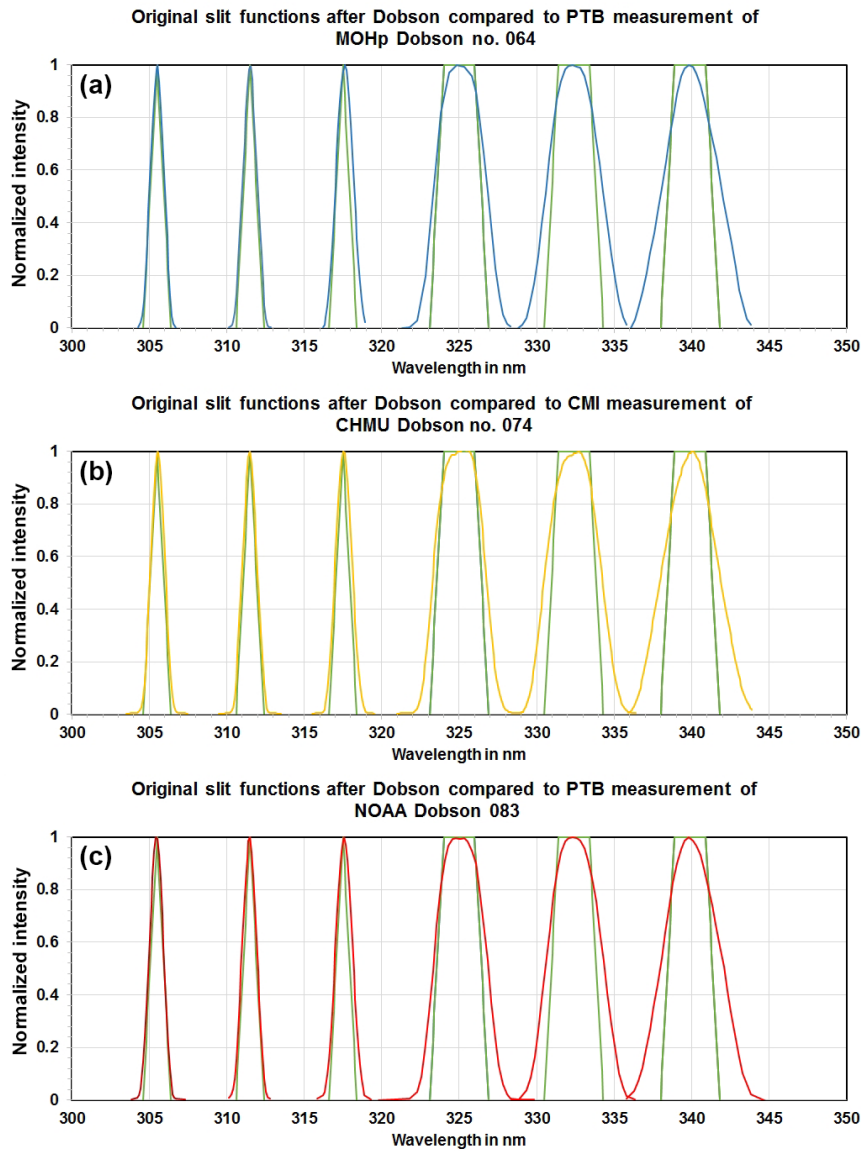 Original slit functions after Dobson compared to PTB measurement of
MOHp Dobson no. 064
(a)
Normalized intensity
1
0.8
0.6
0.4
0.2
0
300 305 310 315 320 325 330 335 340 345 350
Wavelength in nm
Original slit functions after Dobson compared to CMI measurement of
CHMU Dobson no. 074
(b)
Normalized intensity
1
0.8
0.6
0.4
0.2
0
300 305 310 315 320 325 330 335 340 345 350
Wavelength in nm
Original slit functions after Dobson compared to PTB measurement of
NOAA Dobson 083
(c)
Normalized intensity
1
0.8
0.6
0.4
0.2
0
300 305 310 315 320 325 330 335 340 345 350
Wavelength in nm